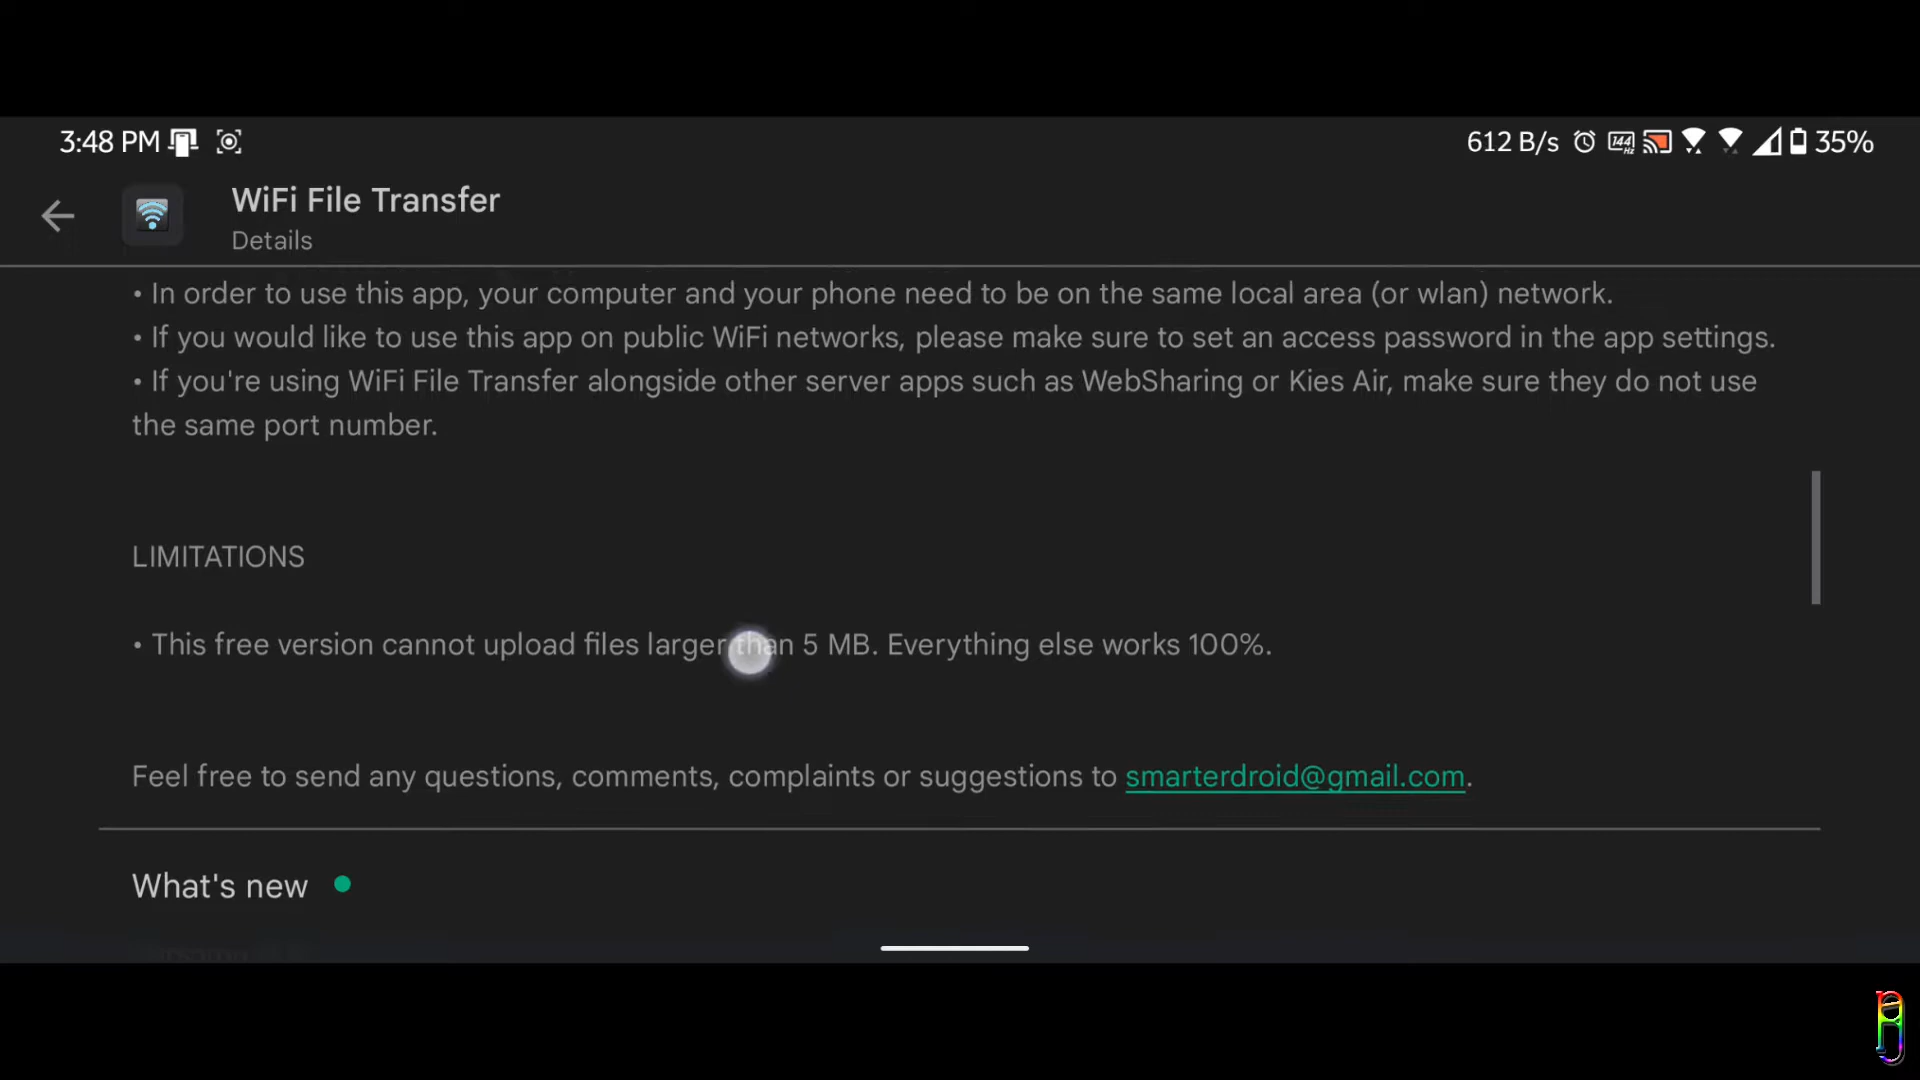 3:48 PM
612 B/s 144 Hz 35%
WiFi File Transfer
Details
• In order to use this app, your computer and your phone need to be on the same local area (or wlan) network.
• If you would like to use this app on public WiFi networks, please make sure to set an access password in the app settings.
• If you're using WiFi File Transfer alongside other server apps such as WebSharing or Kies Air, make sure they do not use
the same port number.
LIMITATIONS
• This free version cannot upload files larger than 5 MB. Everything else works 100%.
Feel free to send any questions, comments, complaints or suggestions to smarterdroid@gmail.com.
What's new